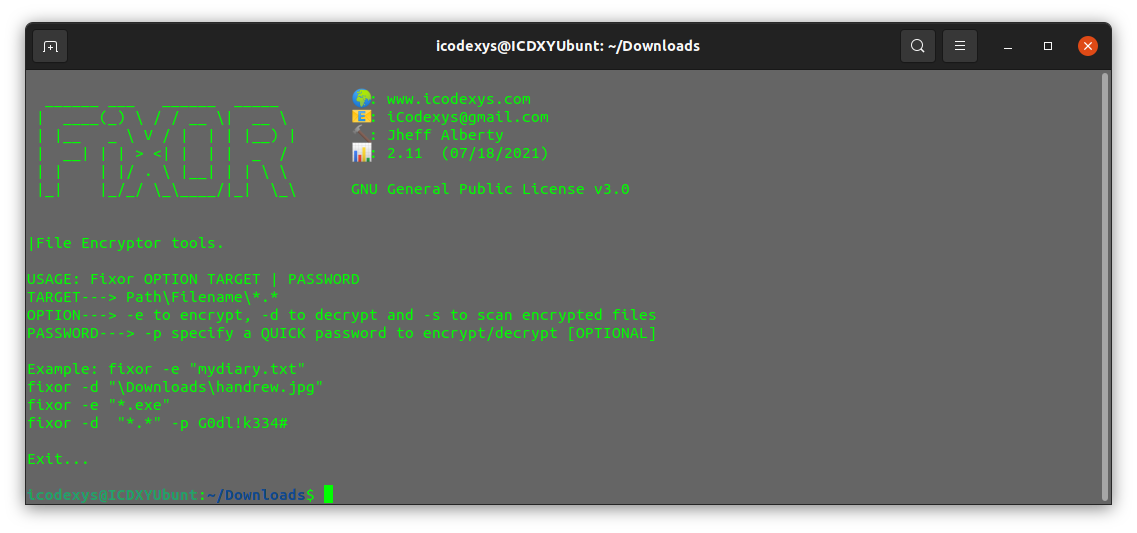 icodexys@ICDXYUbunt: ~/Downloads
FiXOR
: www.icodexys.com
: iCodexys@gmail.com
: Jheff Alberty
: 2.11  (07/18/2021)
GNU General Public License v3.0
|File Encryptor tools.
USAGE: Fixor OPTION TARGET | PASSWORD
TARGET---> Path\Filename\*.*
OPTION---> -e to encrypt, -d to decrypt and -s to scan encrypted files
PASSWORD---> -p specify a QUICK password to encrypt/decrypt [OPTIONAL]
Example: fixor -e "mydiary.txt"
fixor -d "\Downloads\handrew.jpg"
fixor -e "*.exe"
fixor -d  "*.*" -p G0dl!k334#
Exit...
icodexys@ICDXYUbunt:~/Downloads$